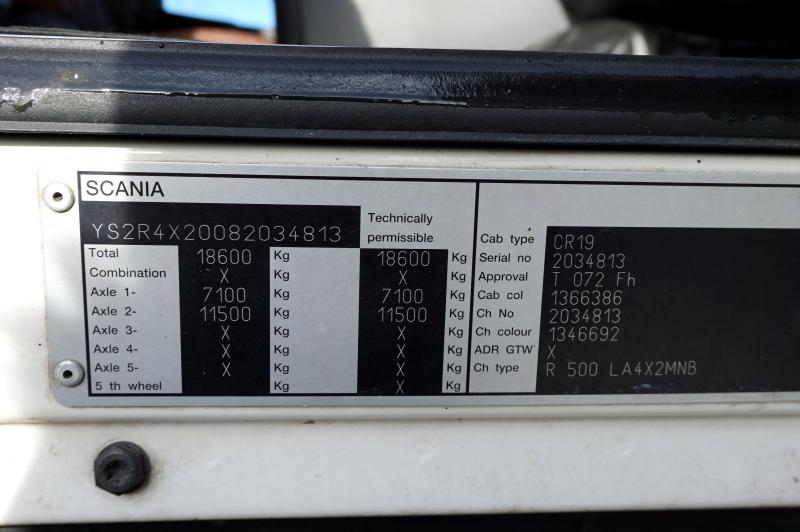 SCANIA
YS2R4X20082034813 Technically permissible
Total 18600 Kg 18600 Kg
Combination X Kg X Kg
Axle 1- 7100 Kg 7100 Kg
Axle 2- 11500 Kg 11500 Kg
Axle 3- X Kg X Kg
Axle 4- X Kg X Kg
Axle 5- X Kg X Kg
5 th wheel Kg X Kg
Cab type CR19
Serial no 2034813
Approval T 072 Fh
Cab col 1366386
Ch No 2034813
Ch colour 1346692
ADR GTW X
Ch type R 500 LA4X2MNB